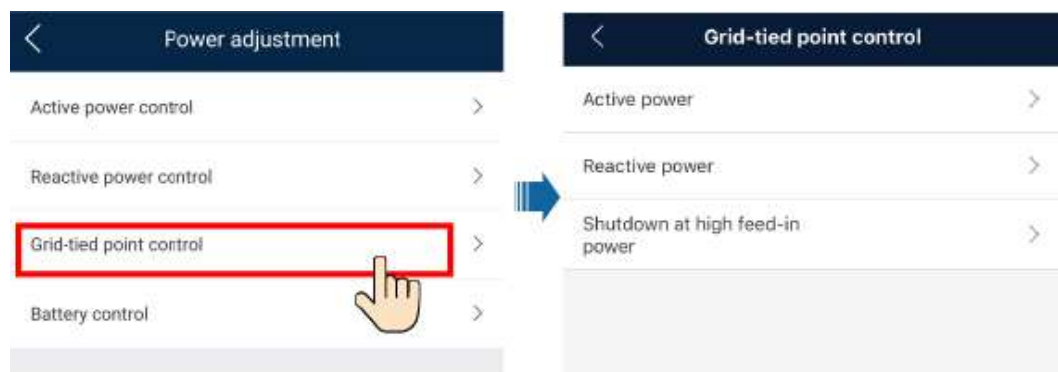 Power adjustment
Active power control
Reactive power control
Grid-tied point control
Battery control
Grid-tied point control
Active power
Reactive power
Shutdown at high feed-in
power